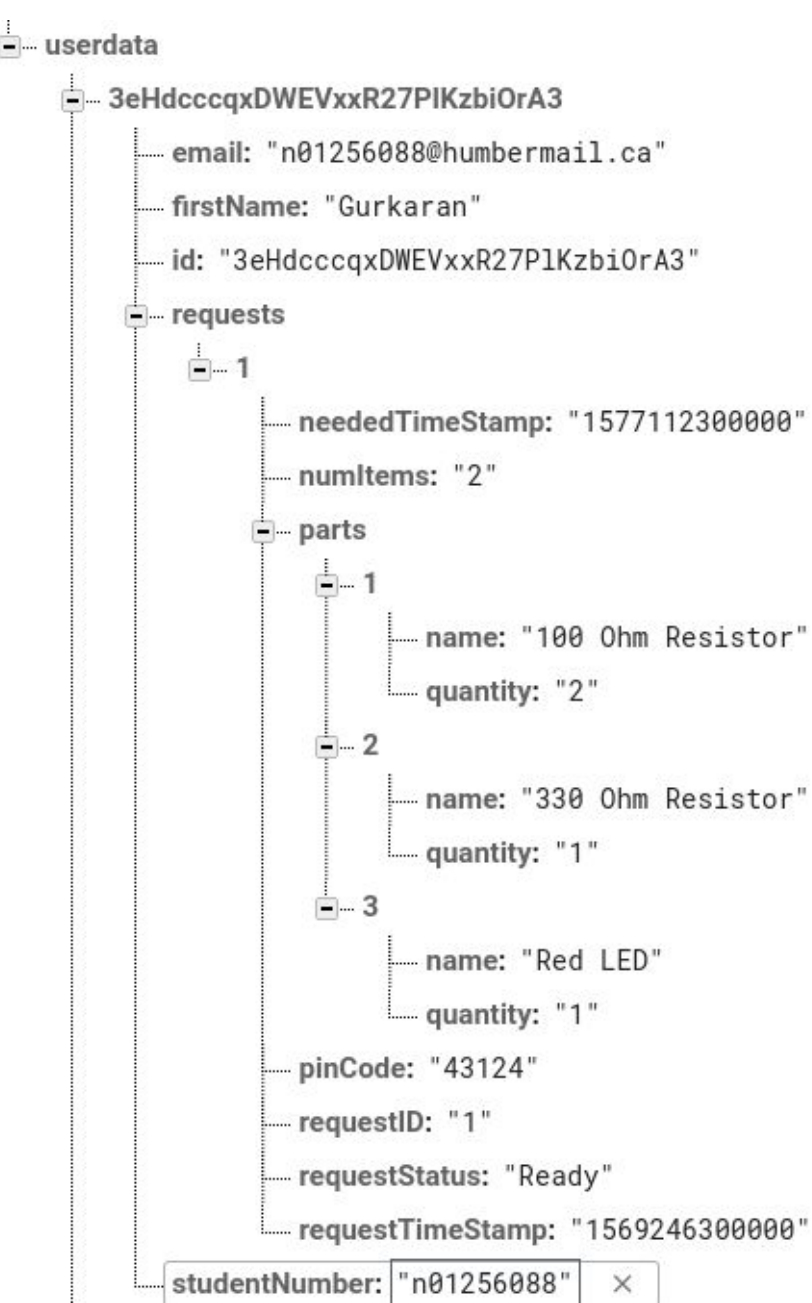 userdata
3eHdcccqxDWEVxxR27PlKzbiOrA3
email: "n01256088@humbermail.ca"
firstName: "Gurkaran"
id: "3eHdcccqxDWEVxxR27PlKzbiOrA3"
requests
1
neededTimeStamp: "1577112300000"
numItems: "2"
parts
1
name: "100 Ohm Resistor"
quantity: "2"
2
name: "330 Ohm Resistor"
quantity: "1"
3
name: "Red LED"
quantity: "1"
pinCode: "43124"
requestID: "1"
requestStatus: "Ready"
requestTimeStamp: "1569246300000"
studentNumber: "n01256088" ×